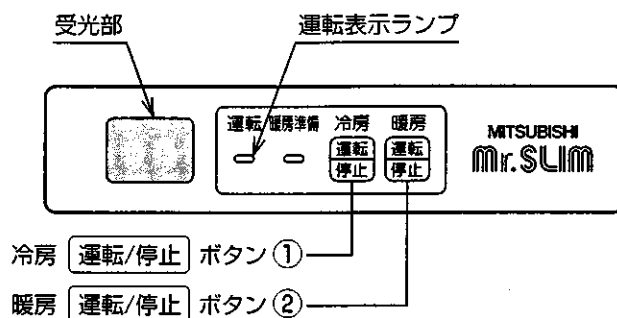 受光部 運転表示ランプ
運転 暖房準備 冷房 暖房
運転 運転
停止 停止
MITSUBISHI
Mr.SLIM
冷房 運転/停止 ボタン ①
暖房 運転/停止 ボタン ②